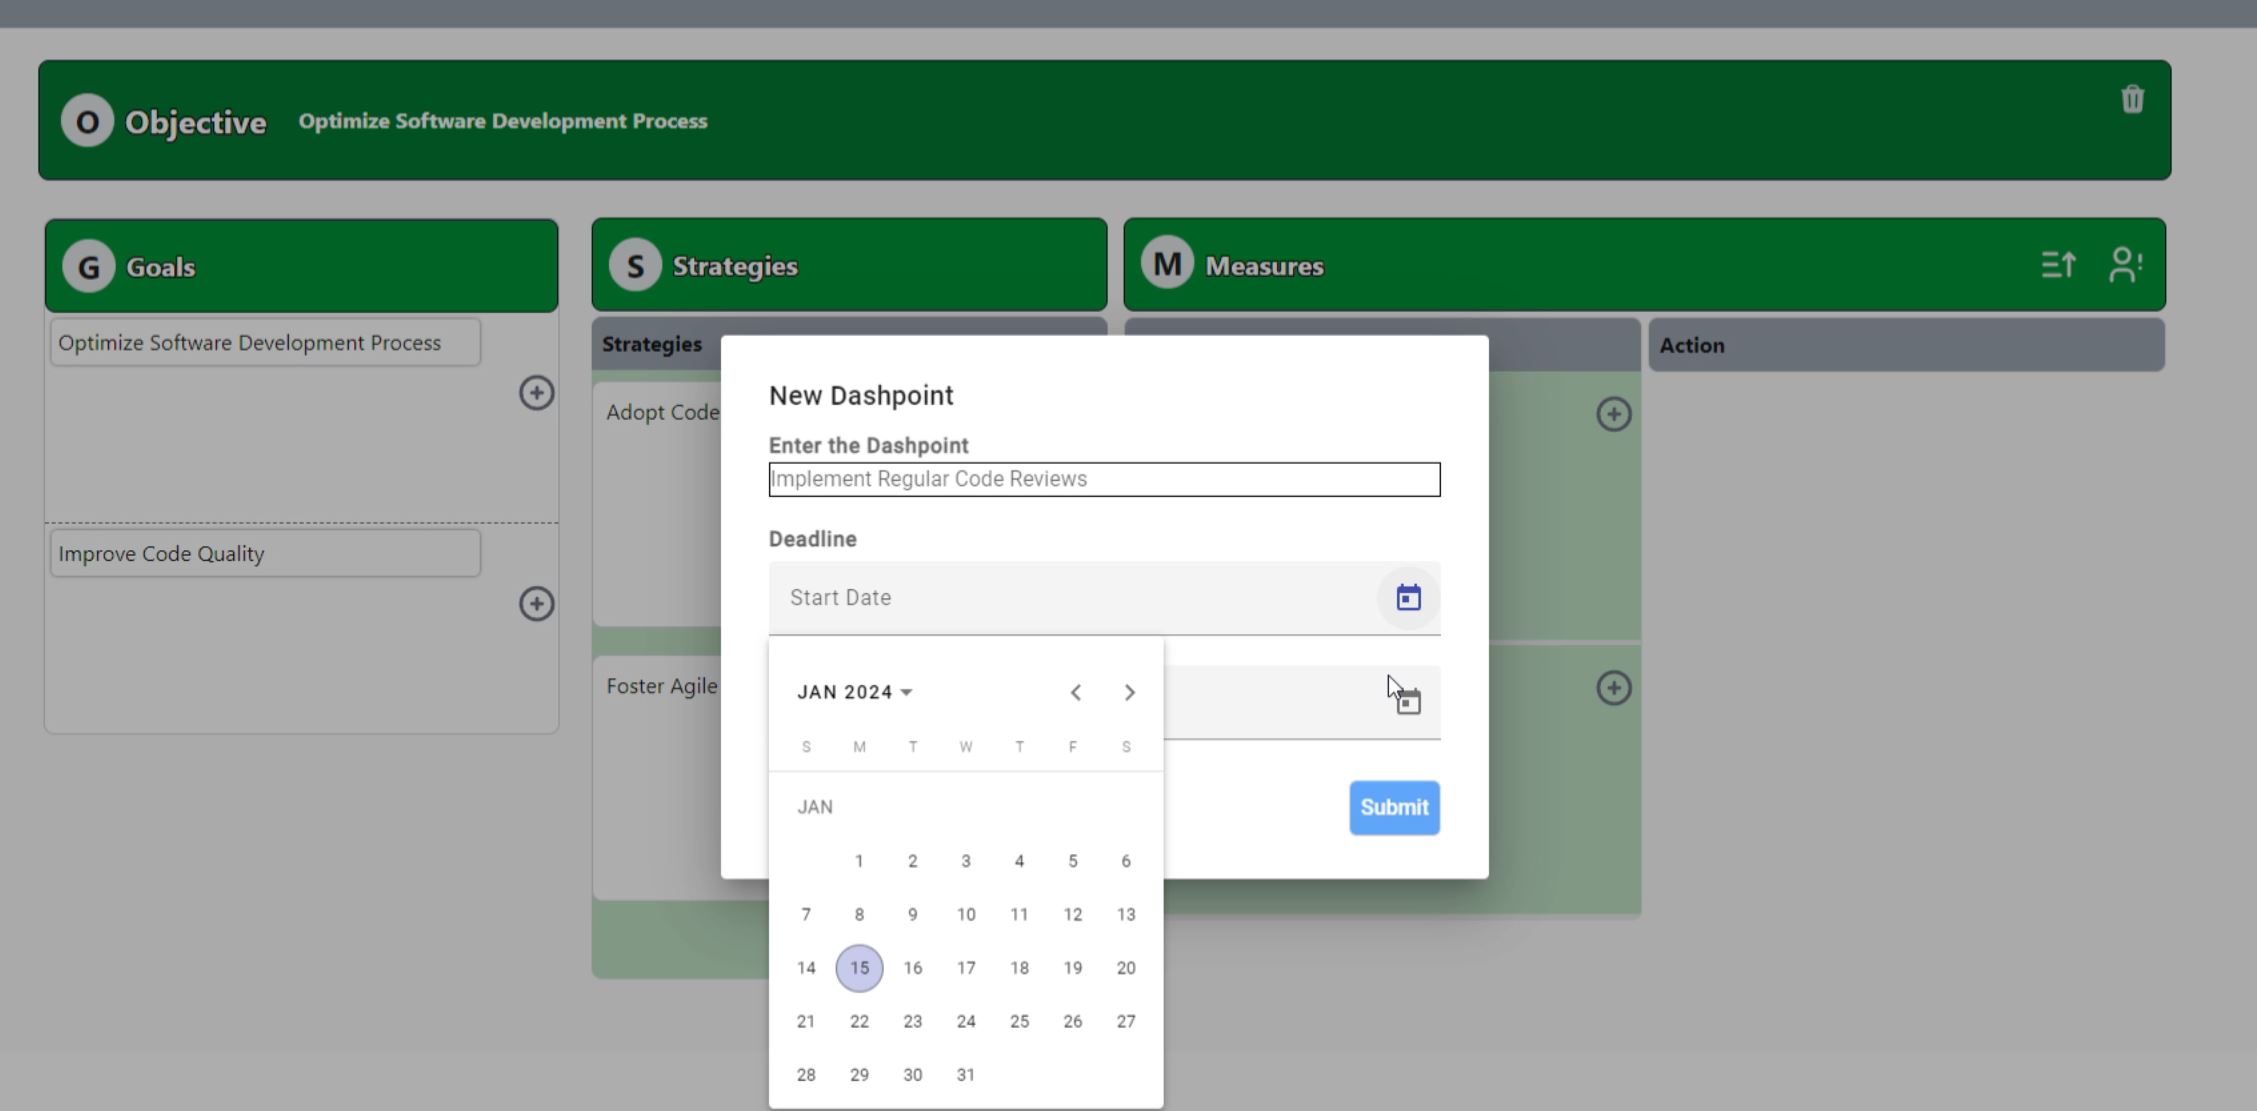 O Objective Optimize Software Development Process
G Goals
S Strategies
M Measures
Optimize Software Development Process
Improve Code Quality
Strategies
Action
Adopt Code
Foster Agile
New Dashpoint
Enter the Dashpoint
Implement Regular Code Reviews
Deadline
Start Date
JAN 2024
S M T W T F S
JAN
1 2 3 4 5 6
7 8 9 10 11 12 13
14 15 16 17 18 19 20
21 22 23 24 25 26 27
28 29 30 31
Submit